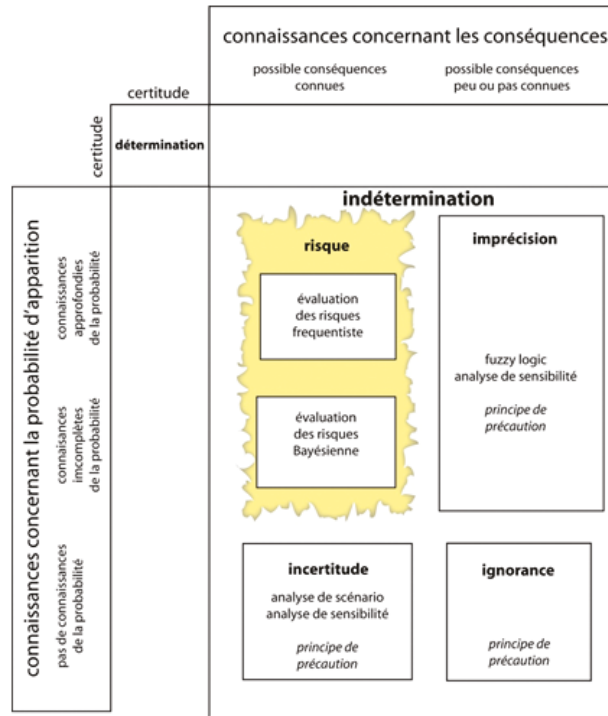 connaissances concernant les conséquences
possible conséquences
connues
possible conséquences
peu ou pas connues
certitude
certitude
détermination
indétermination
connaissances concernant la probabilité d'apparition
connaissances
approfondies
de la probabilité
risque
évaluation
des risques
frequentiste
imprécision
fuzzy logic
analyse de sensibilité
principe de
précaution
connaisances
imcomplètes
de la probabilité
évaluation
des risques
Bayésienne
pas de connaissances
de la probabilité
incertitude
analyse de scénario
analyse de sensibilité
principe de
précaution
ignorance
principe de
précaution